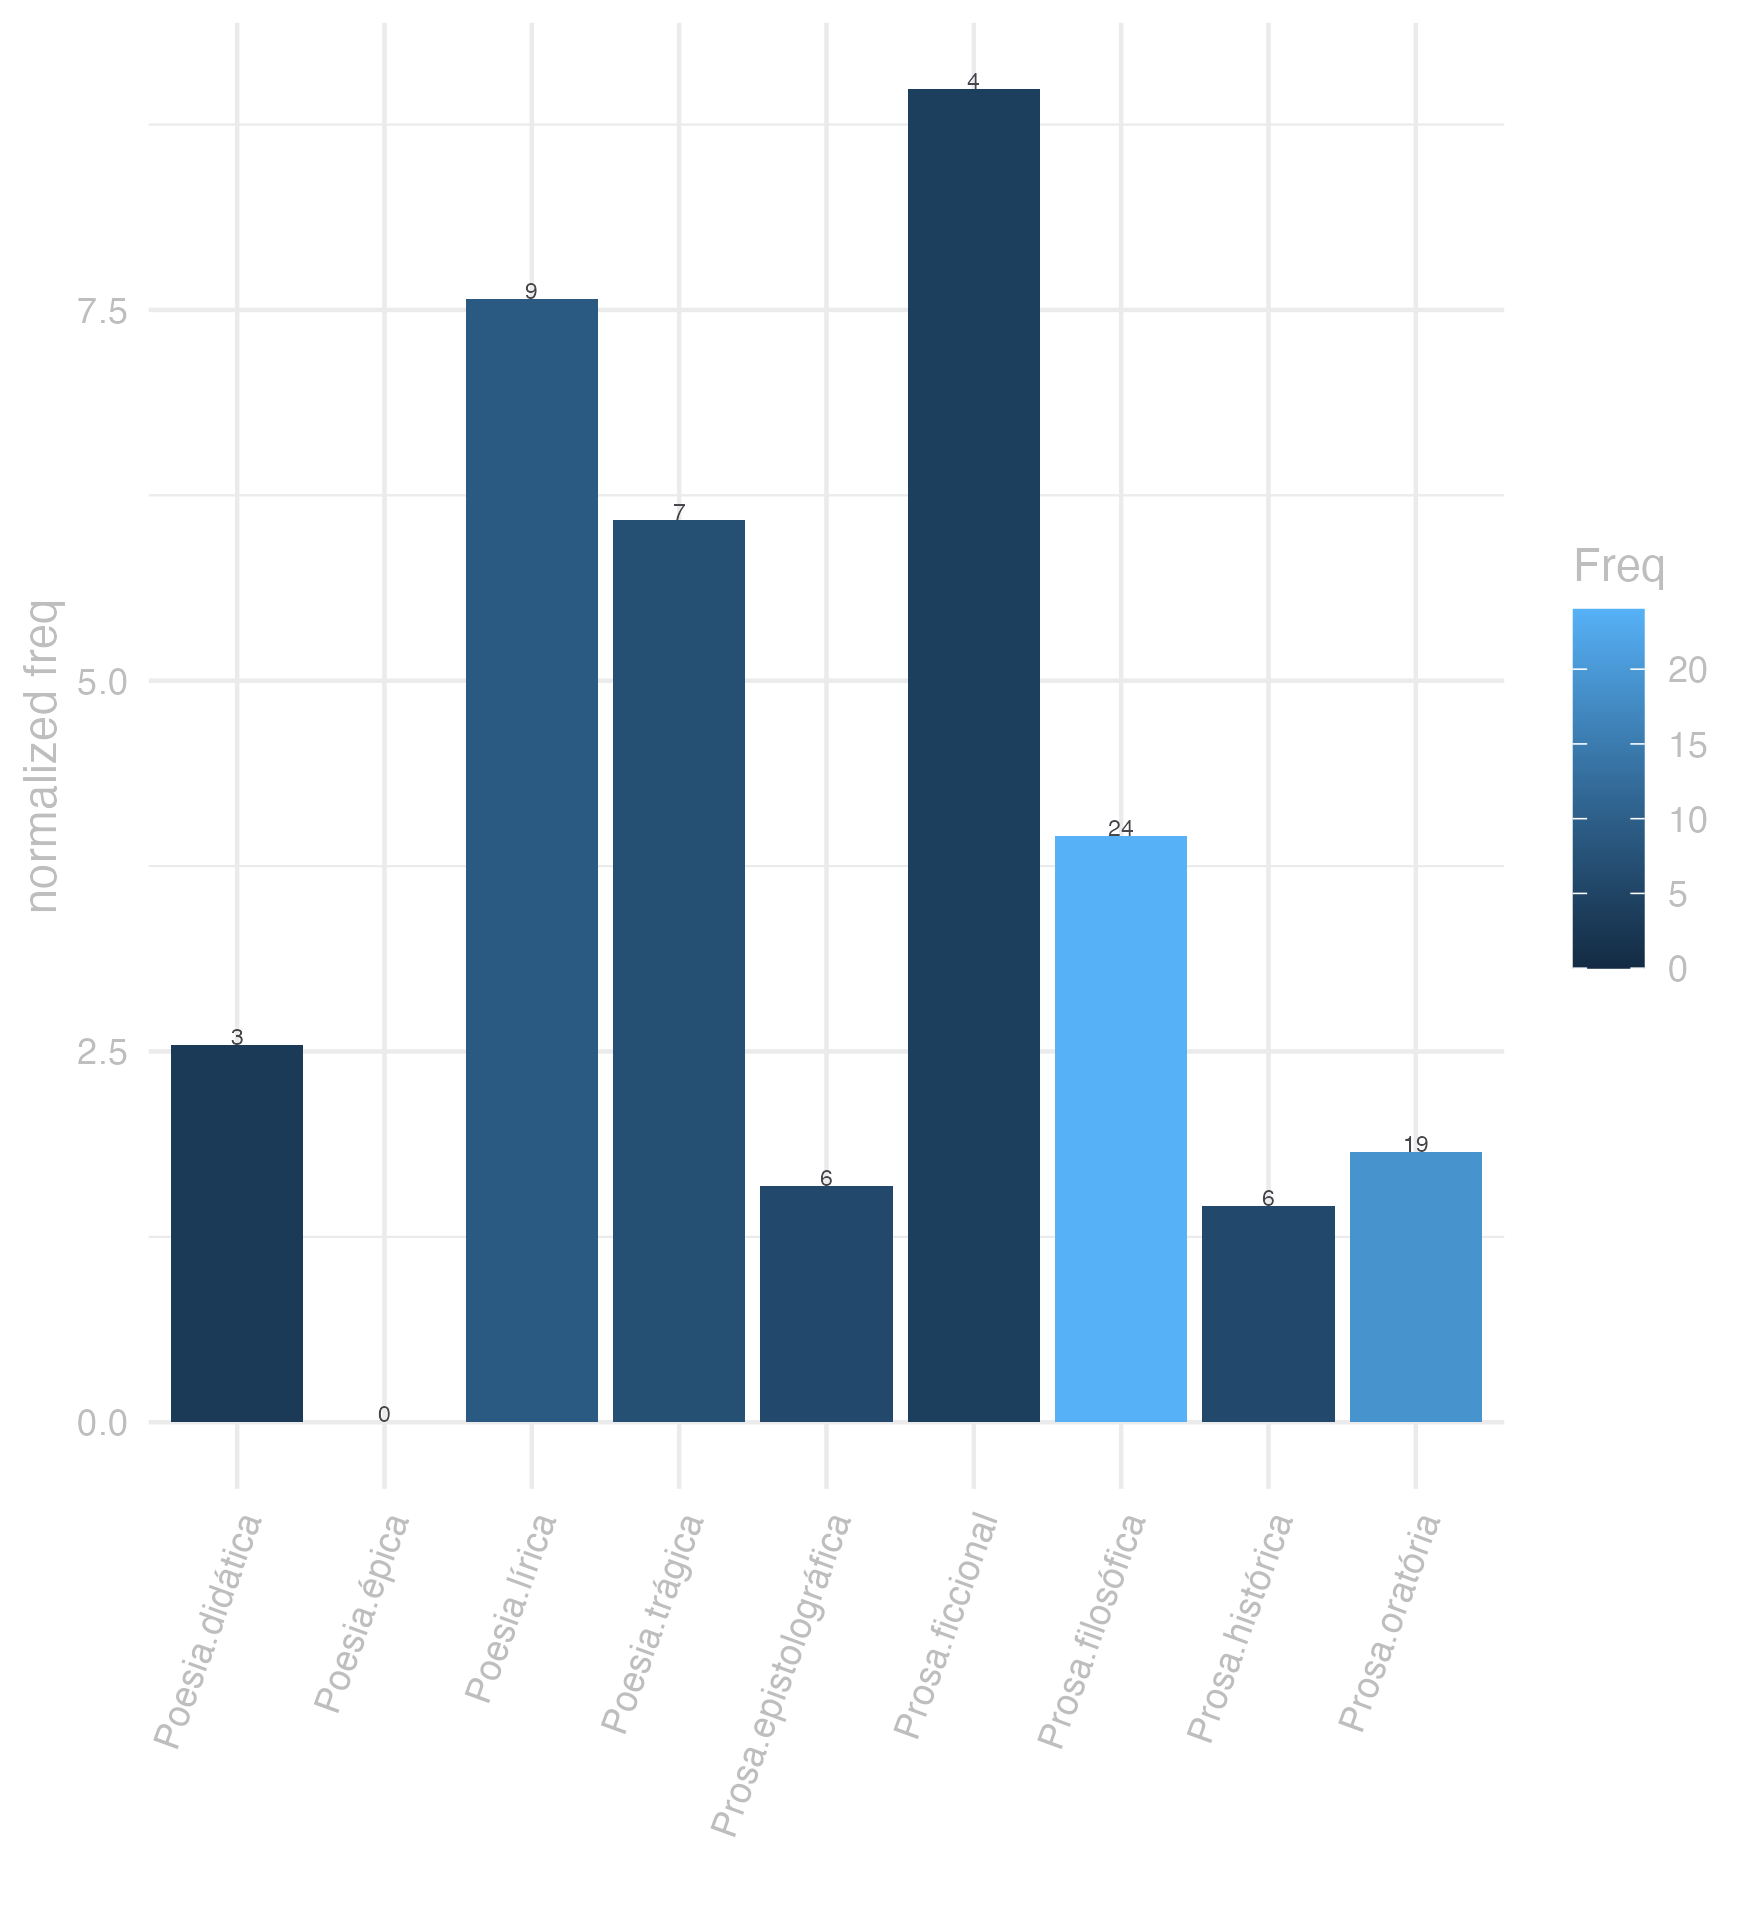 normalized freq
7.5
5.0
2.5
0.0
3
0
9
7
6
4
24
6
19
Poesia.didática
Poesia.épica
Poesia.lírica
Poesia.trágica
Prosa.epistolográfica
Prosa.ficcional
Prosa.filosófica
Prosa.histórica
Prosa.oratória
Freq
20
15
10
5
0